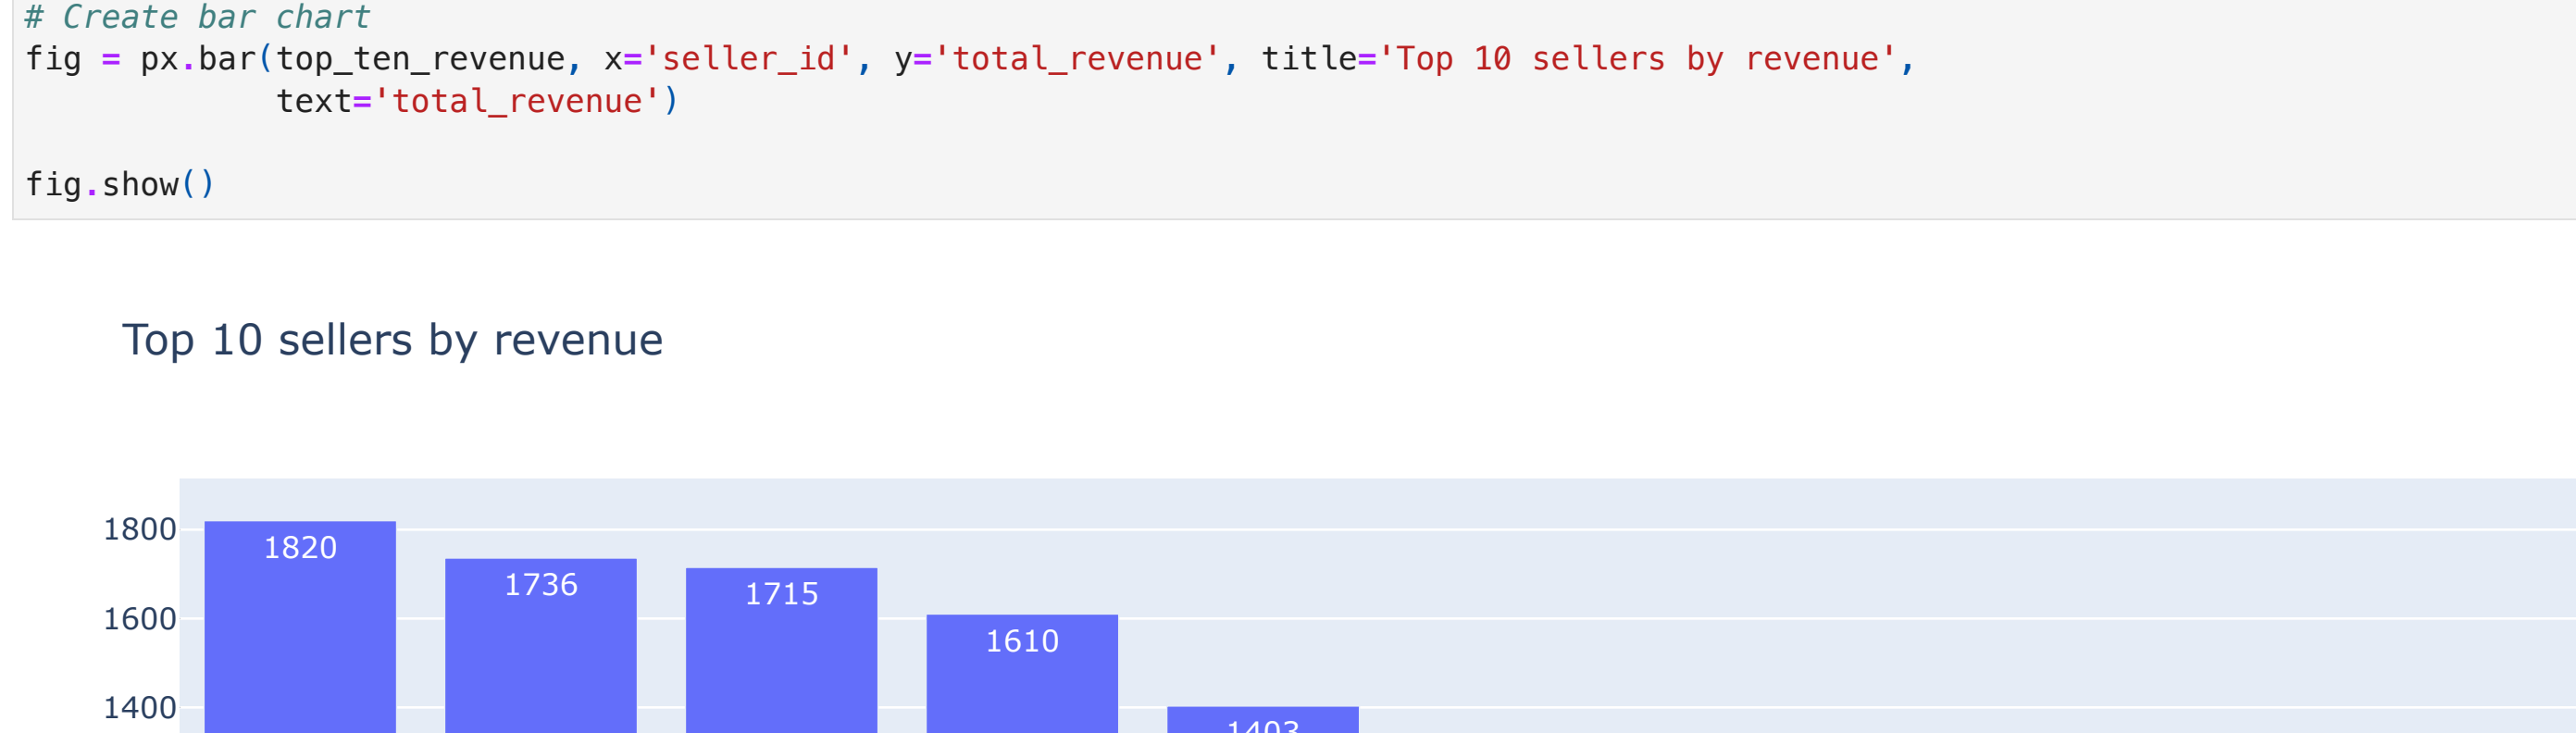 # Create bar chart
fig = px.bar(top_ten_revenue, x='seller_id', y='total_revenue', title='Top 10 sellers by revenue',
             text='total_revenue')
fig.show()
Top 10 sellers by revenue
1800
1820
1736
1715
1600
1610
1400
1403